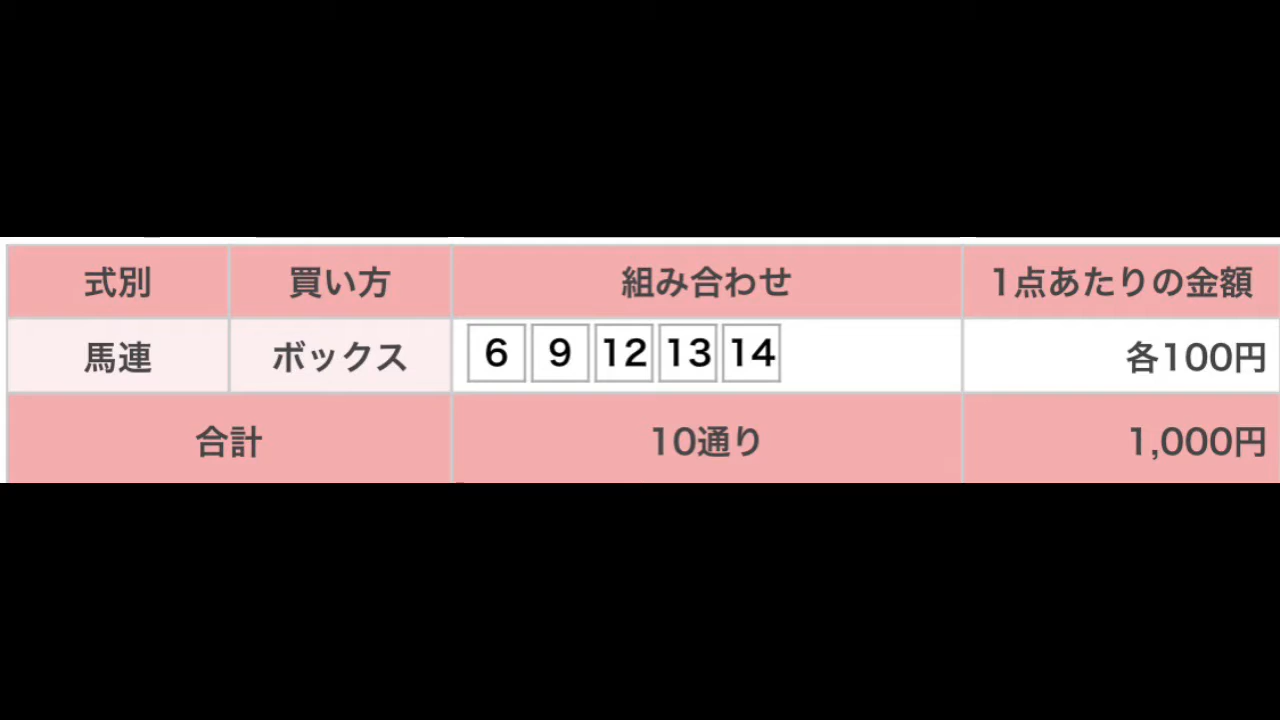 式別 買い方 組み合わせ 1点あたりの金額
馬連 ボックス 6 9 12 13 14 各100円
合計 10通り 1,000円